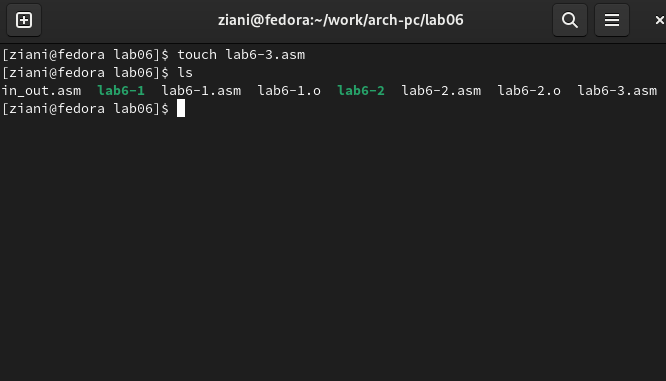 ziani@fedora:~/work/arch-pc/lab06
[ziani@fedora lab06]$ touch lab6-3.asm
[ziani@fedora lab06]$ ls
in_out.asm  lab6-1  lab6-1.asm  lab6-1.o  lab6-2  lab6-2.asm  lab6-2.o  lab6-3.asm
[ziani@fedora lab06]$